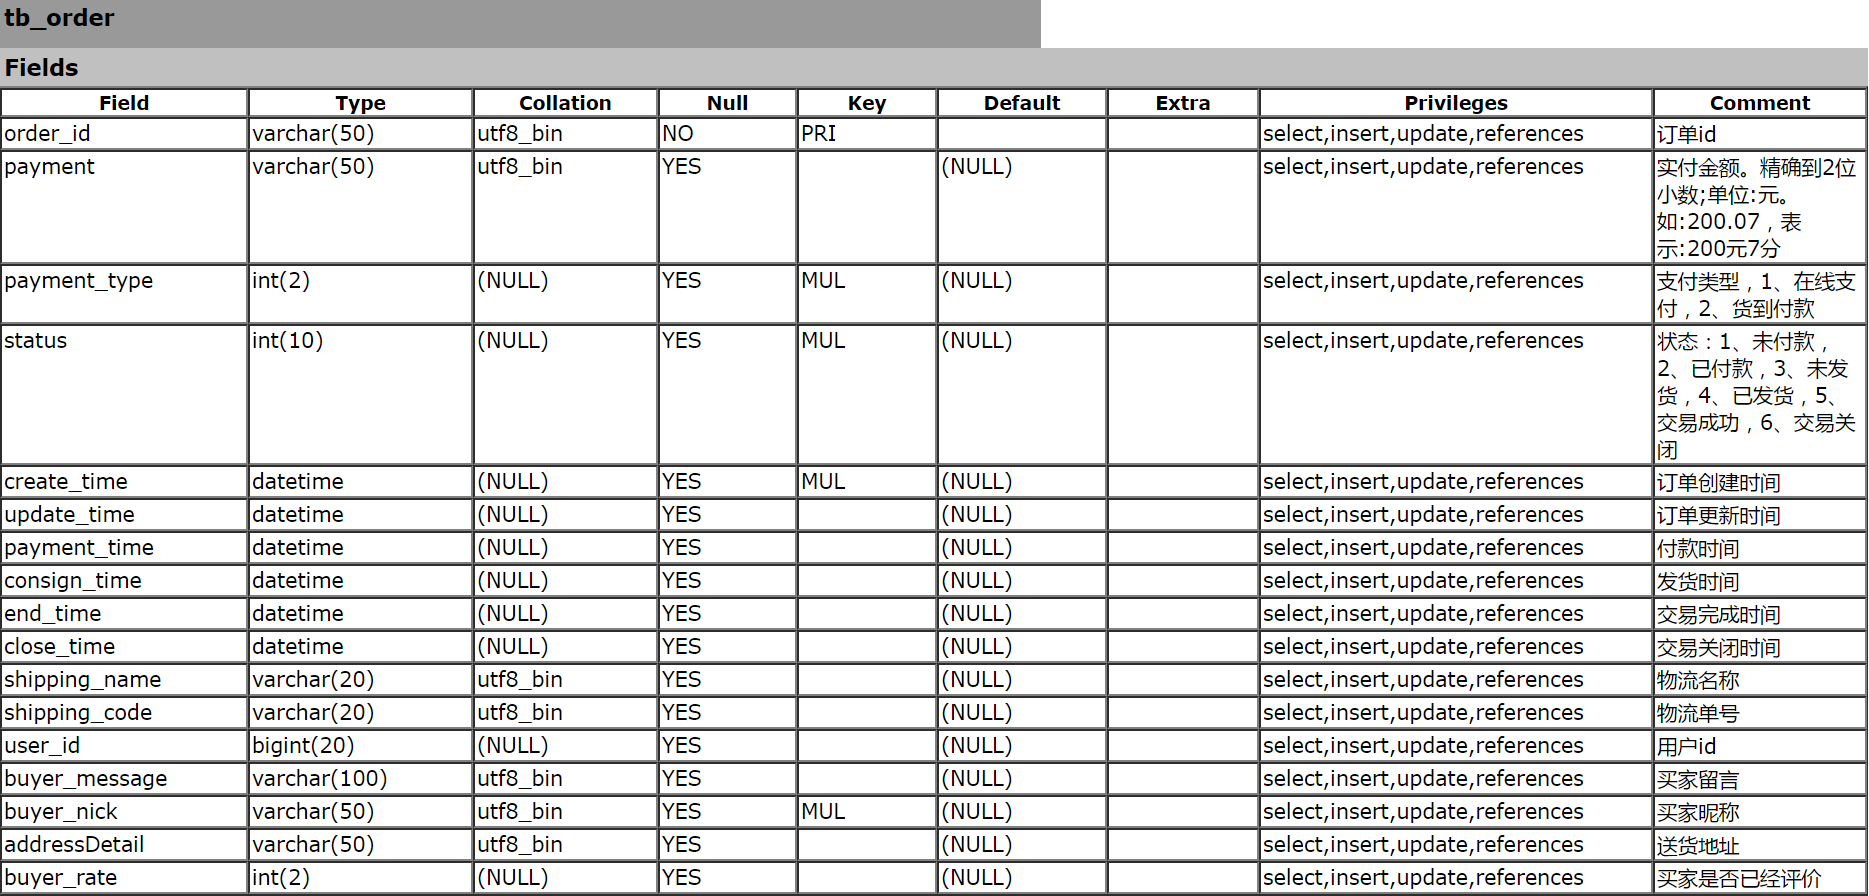 tb_order
Fields
Field Type Collation Null Key Default Extra Privileges Comment
order_id varchar(50) utf8_bin NO PRI select,insert,update,references 订单id
payment varchar(50) utf8_bin YES (NULL) select,insert,update,references 实付金额。精确到2位
小数;单位:元。
如:200.07，表
示:200元7分
payment_type int(2) (NULL) YES MUL (NULL) select,insert,update,references 支付类型，1、在线支
付，2、货到付款
status int(10) (NULL) YES MUL (NULL) select,insert,update,references 状态：1、未付款，
2、已付款，3、未发
货，4、已发货，5、
交易成功，6、交易关
闭
create_time datetime (NULL) YES MUL (NULL) select,insert,update,references 订单创建时间
update_time datetime (NULL) YES (NULL) select,insert,update,references 订单更新时间
payment_time datetime (NULL) YES (NULL) select,insert,update,references 付款时间
consign_time datetime (NULL) YES (NULL) select,insert,update,references 发货时间
end_time datetime (NULL) YES (NULL) select,insert,update,references 交易完成时间
close_time datetime (NULL) YES (NULL) select,insert,update,references 交易关闭时间
shipping_name varchar(20) utf8_bin YES (NULL) select,insert,update,references 物流名称
shipping_code varchar(20) utf8_bin YES (NULL) select,insert,update,references 物流单号
user_id bigint(20) (NULL) YES (NULL) select,insert,update,references 用户id
buyer_message varchar(100) utf8_bin YES (NULL) select,insert,update,references 买家留言
buyer_nick varchar(50) utf8_bin YES MUL (NULL) select,insert,update,references 买家昵称
addressDetail varchar(50) utf8_bin YES (NULL) select,insert,update,references 送货地址
buyer_rate int(2) (NULL) YES (NULL) select,insert,update,references 买家是否已经评价